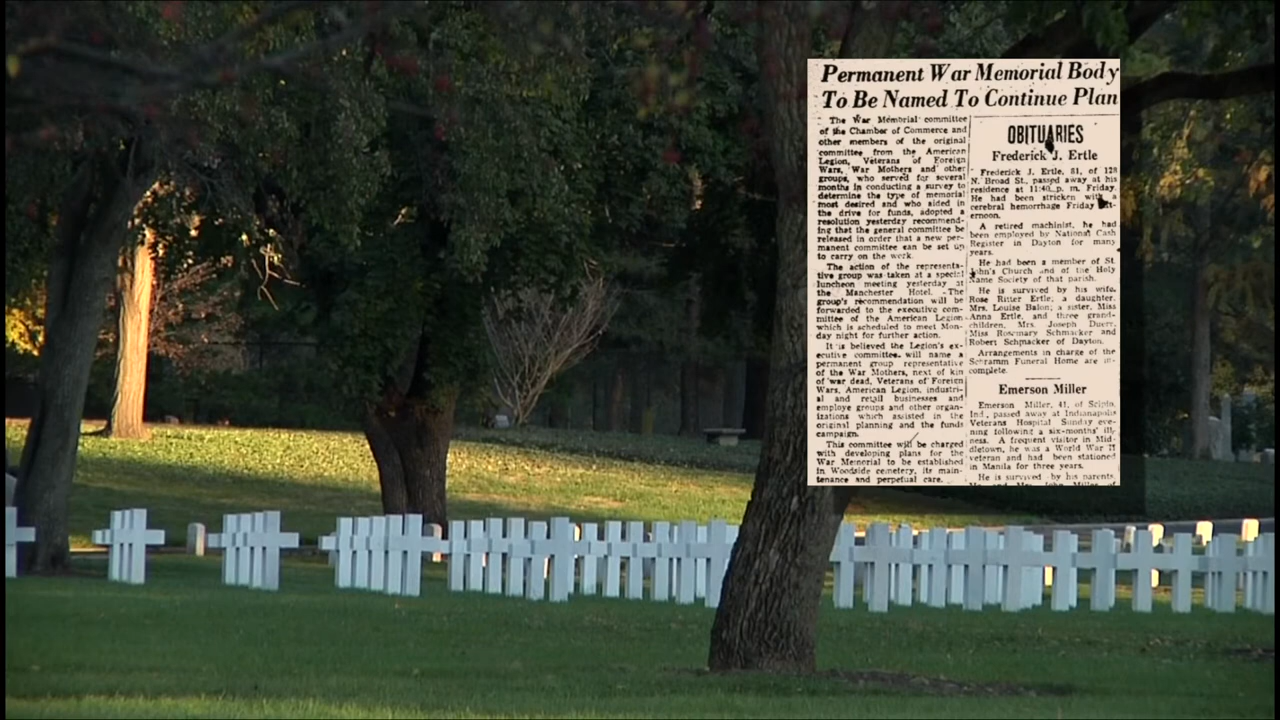 Permanent War Memorial Body
To Be Named To Continue Plan
The War Memorial committee
of the Chamber of Commerce and
other members of the original
committee from the American
Legion, Veterans of Foreign
Wars, War Mothers and other
groups, who served for several
months in conducting a survey to
determine the type of memorial
most desired and who aided in
the drive for funds, adopted a
resolution yesterday recommend-
ing that the general committee be
released in order that a new per-
manent committee can be set up
to carry on the work.
The action of the representa-
tive group was taken at a special
luncheon meeting yesterday at
the Manchester Hotel. The
group's recommendation will be
forwarded to the executive com-
mittee of the American Legion
which is scheduled to meet Mon-
day night for further action.
It is believed the Legion's ex-
ecutive committee will name a
permanent group representative
of the War Mothers, next of kin
of war dead, Veterans of Foreign
Wars, American Legion, industri-
al and retail businesses and
employe groups and other organ-
izations which assisted in the
original planning and the funds
campaign.
This committee will be charged
with developing plans for the
War Memorial to be established
in Woodside cemetery, its main-
tenance and perpetual care.
OBITUARIES
Frederick J. Ertle
Frederick J. Ertle, 81, of 128
N. Broad St., passed away at his
residence at 11:40 p. m. Friday.
He had been stricken with a
cerebral hemorrhage Friday aft-
ernoon.
A retired machinist, he had
been employed by National Cash
Register in Dayton for many
years.
He had been a member of St.
John's Church and of the Holy
Name Society of that parish.
He is survived by his wife,
Rose Ritter Ertle; a daughter,
Mrs. Louise Balon; a sister, Miss
Anna Ertle, and three grand-
children, Mrs. Joseph Duerr,
Miss Rosemary Schmacker and
Robert Schmacker of Dayton.
Arrangements in charge of the
Schramm Funeral Home are in-
complete.
Emerson Miller
Emerson Miller, 41, of Scipio,
Ind., passed away at Indianapolis
Veterans Hospital Sunday eve-
ning following a six-months' ill-
ness. A frequent visitor in Mid-
dletown, he was a World War II
veteran and had been stationed
in Manila for three years.
He is survived by his parents,